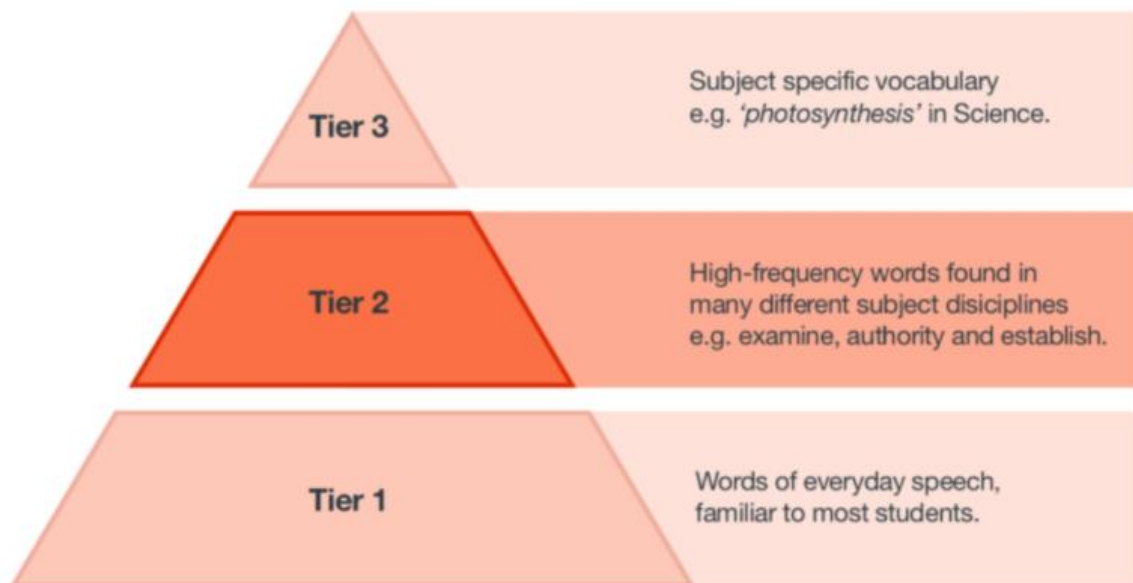 Tier 3
Subject specific vocabulary
e.g. ‘photosynthesis’ in Science.
Tier 2
High-frequency words found in
many different subject disiciplines
e.g. examine, authority and establish.
Tier 1
Words of everyday speech,
familiar to most students.